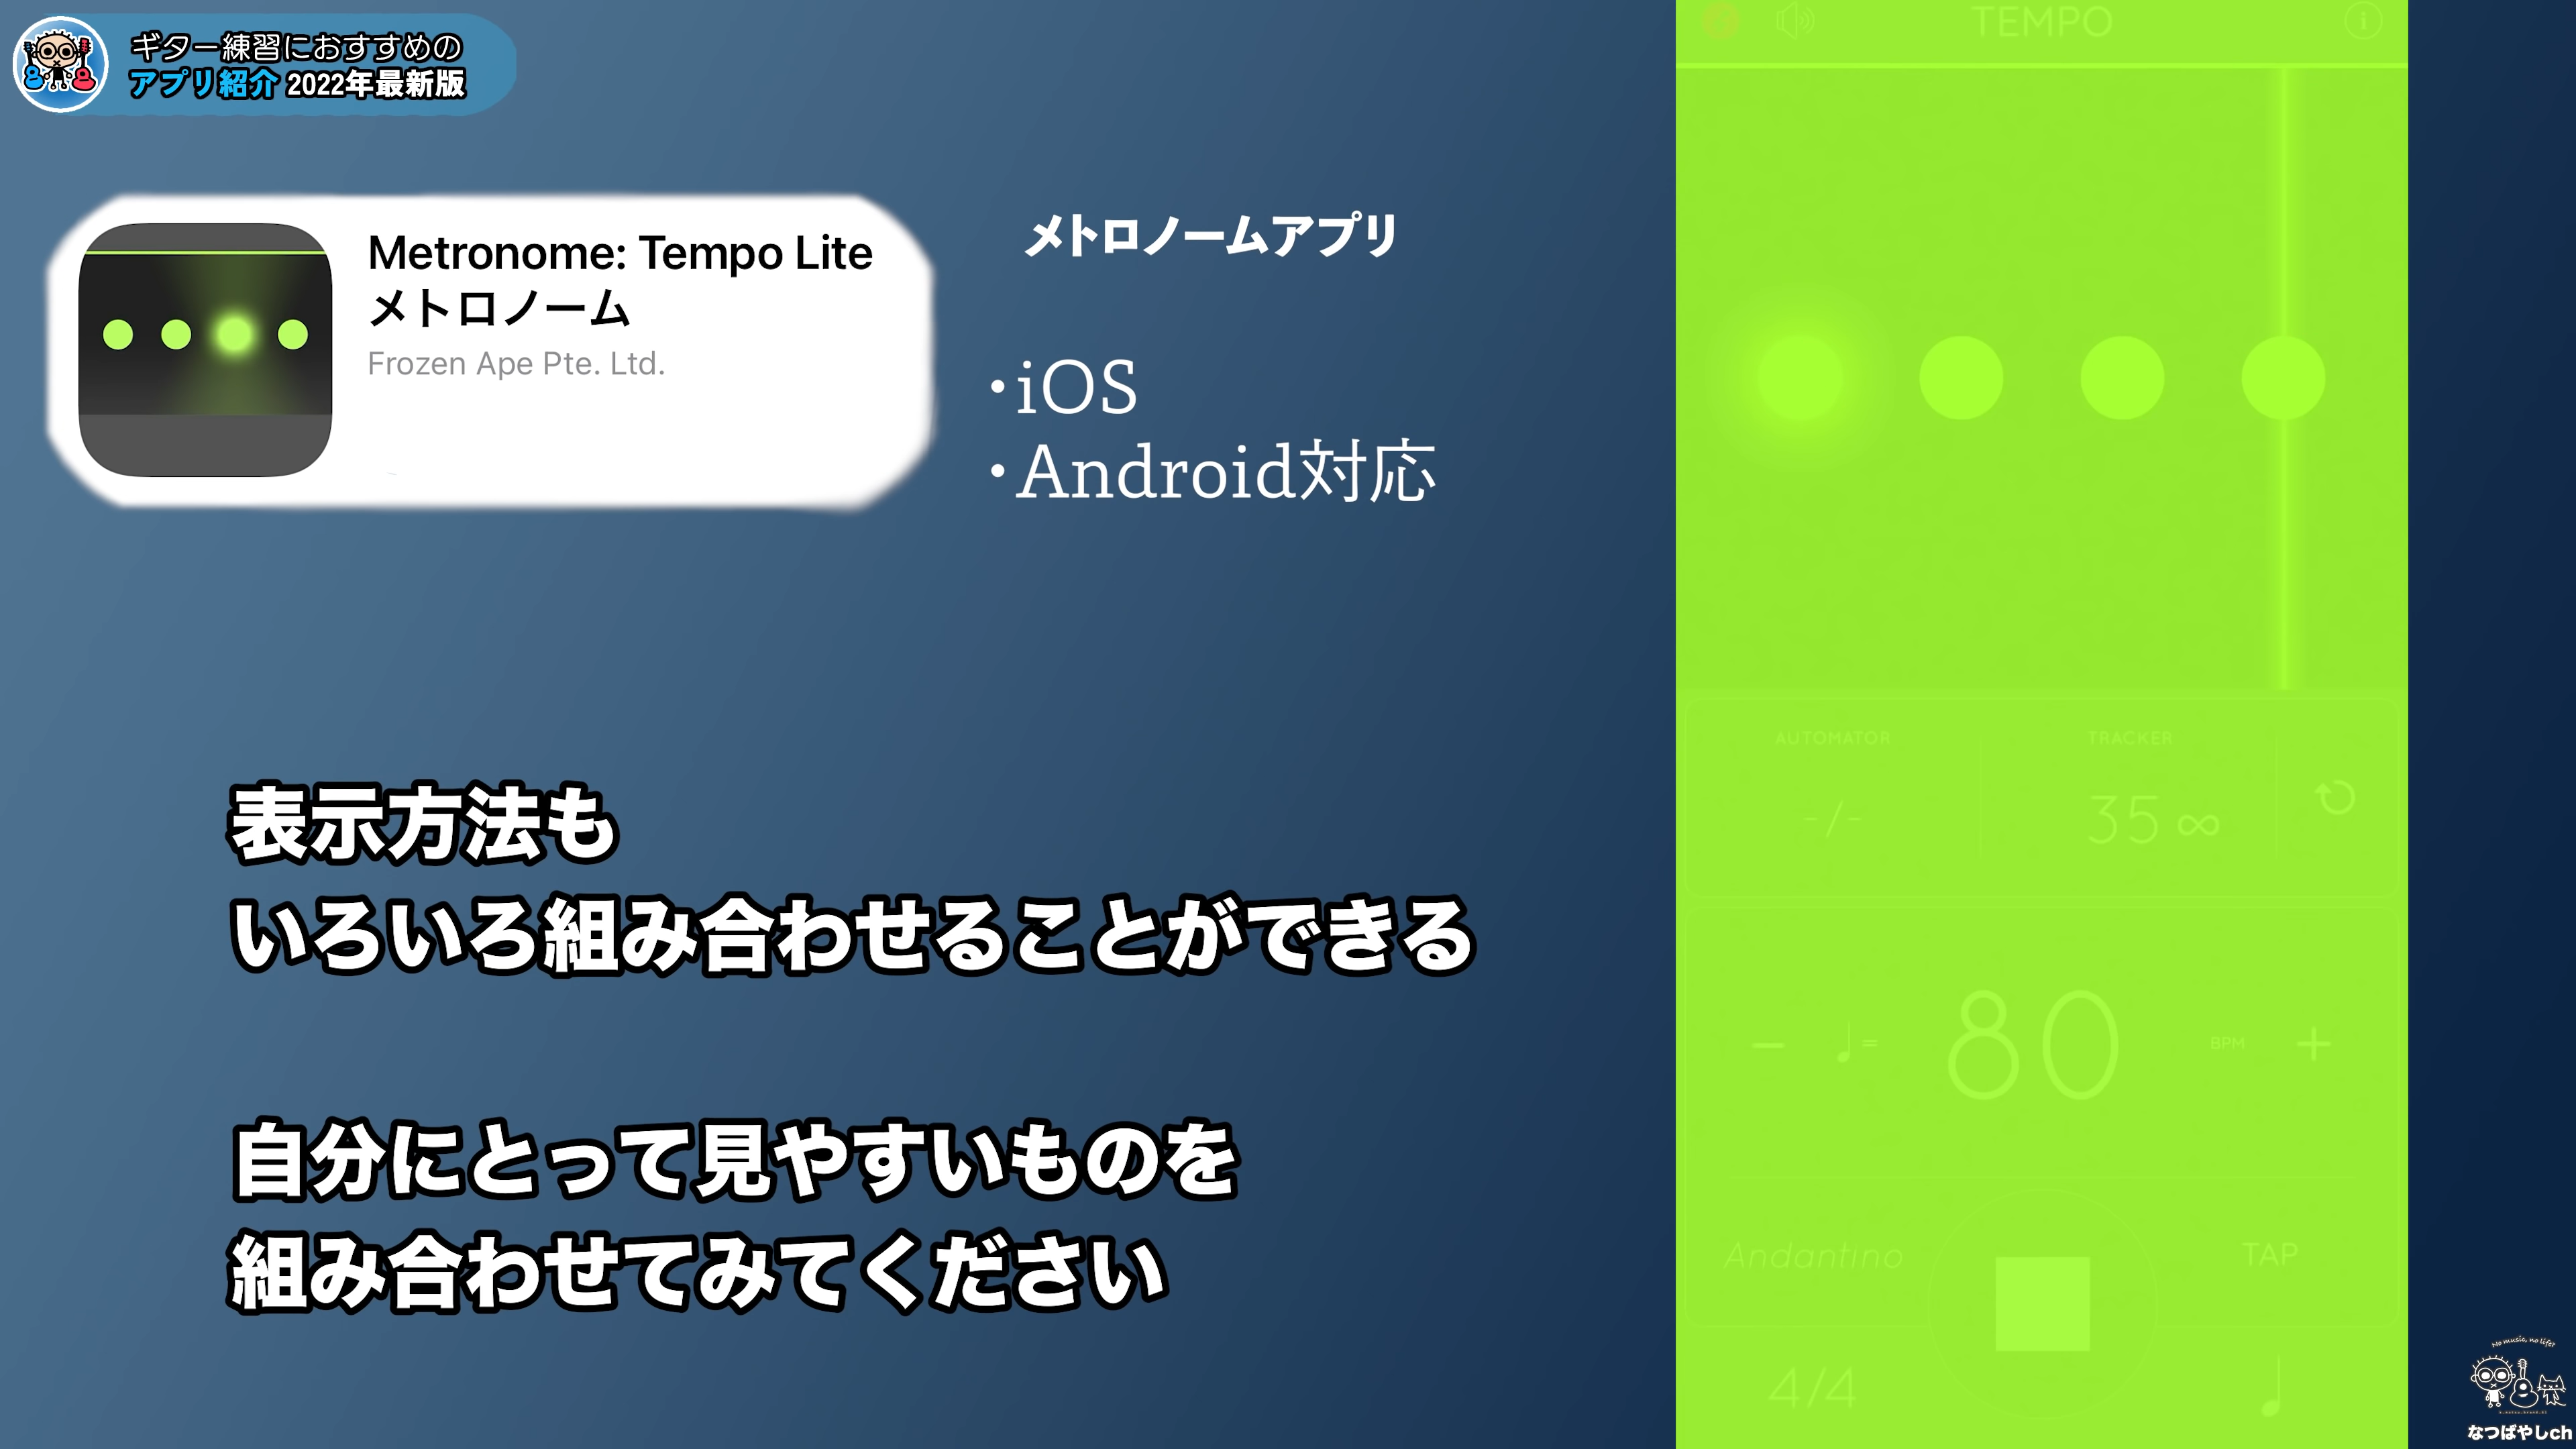 ギター練習におすすめの
アプリ紹介 2022年最新版
Metronome: Tempo Lite
メトロノーム
Frozen Ape Pte. Ltd.
メトロノームアプリ
・iOS
・Android対応
表示方法も
いろいろ組み合わせることができる
自分にとって見やすいものを
組み合わせてみてください
TEMPO
i
AUTOMATOR
TRACKER
-/-
35 ∞
− ♩= 80 BPM +
Andantino
TAP
4/4
No music, no life?
なつばやしch